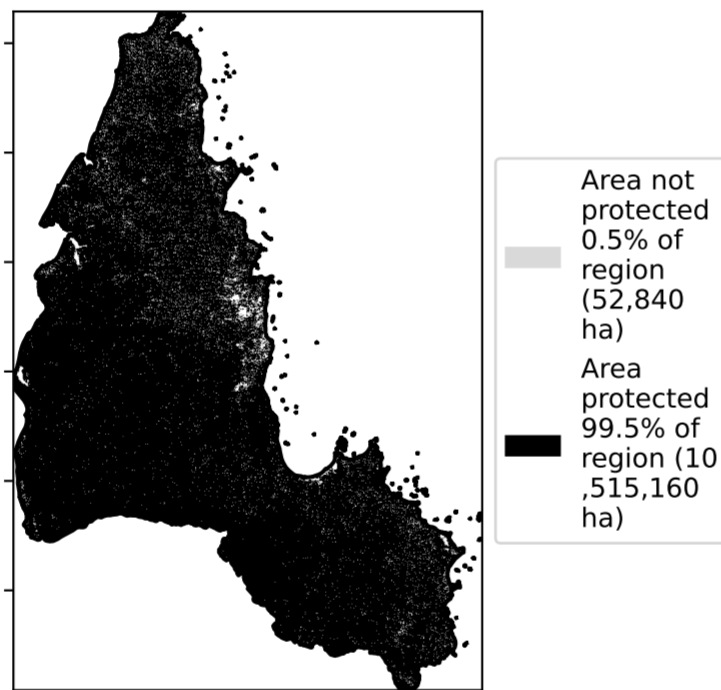 Area not
protected
0.5% of
region
(52,840
ha)
Area
protected
99.5% of
region (10
,515,160
ha)